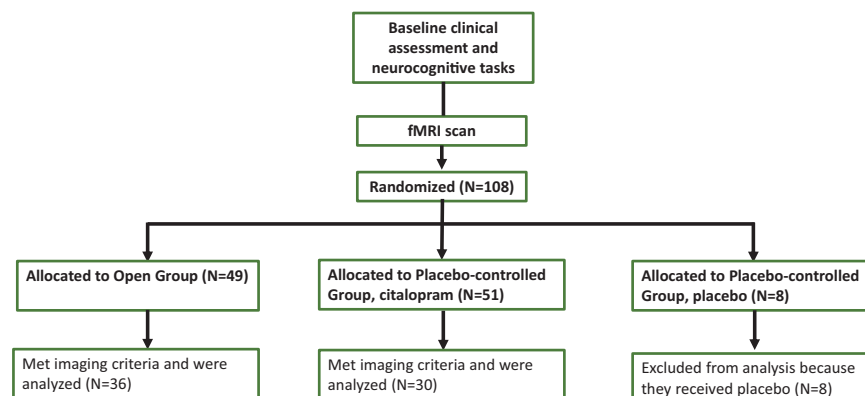 Baseline clinical
assessment and
neurocognitive tasks
fMRI scan
Randomized (N=108)
Allocated to Open Group (N=49)
Allocated to Placebo-controlled
Group, citalopram (N=51)
Allocated to Placebo-controlled
Group, placebo (N=8)
Met imaging criteria and were
analyzed (N=36)
Met imaging criteria and were
analyzed (N=30)
Excluded from analysis because
they received placebo (N=8)